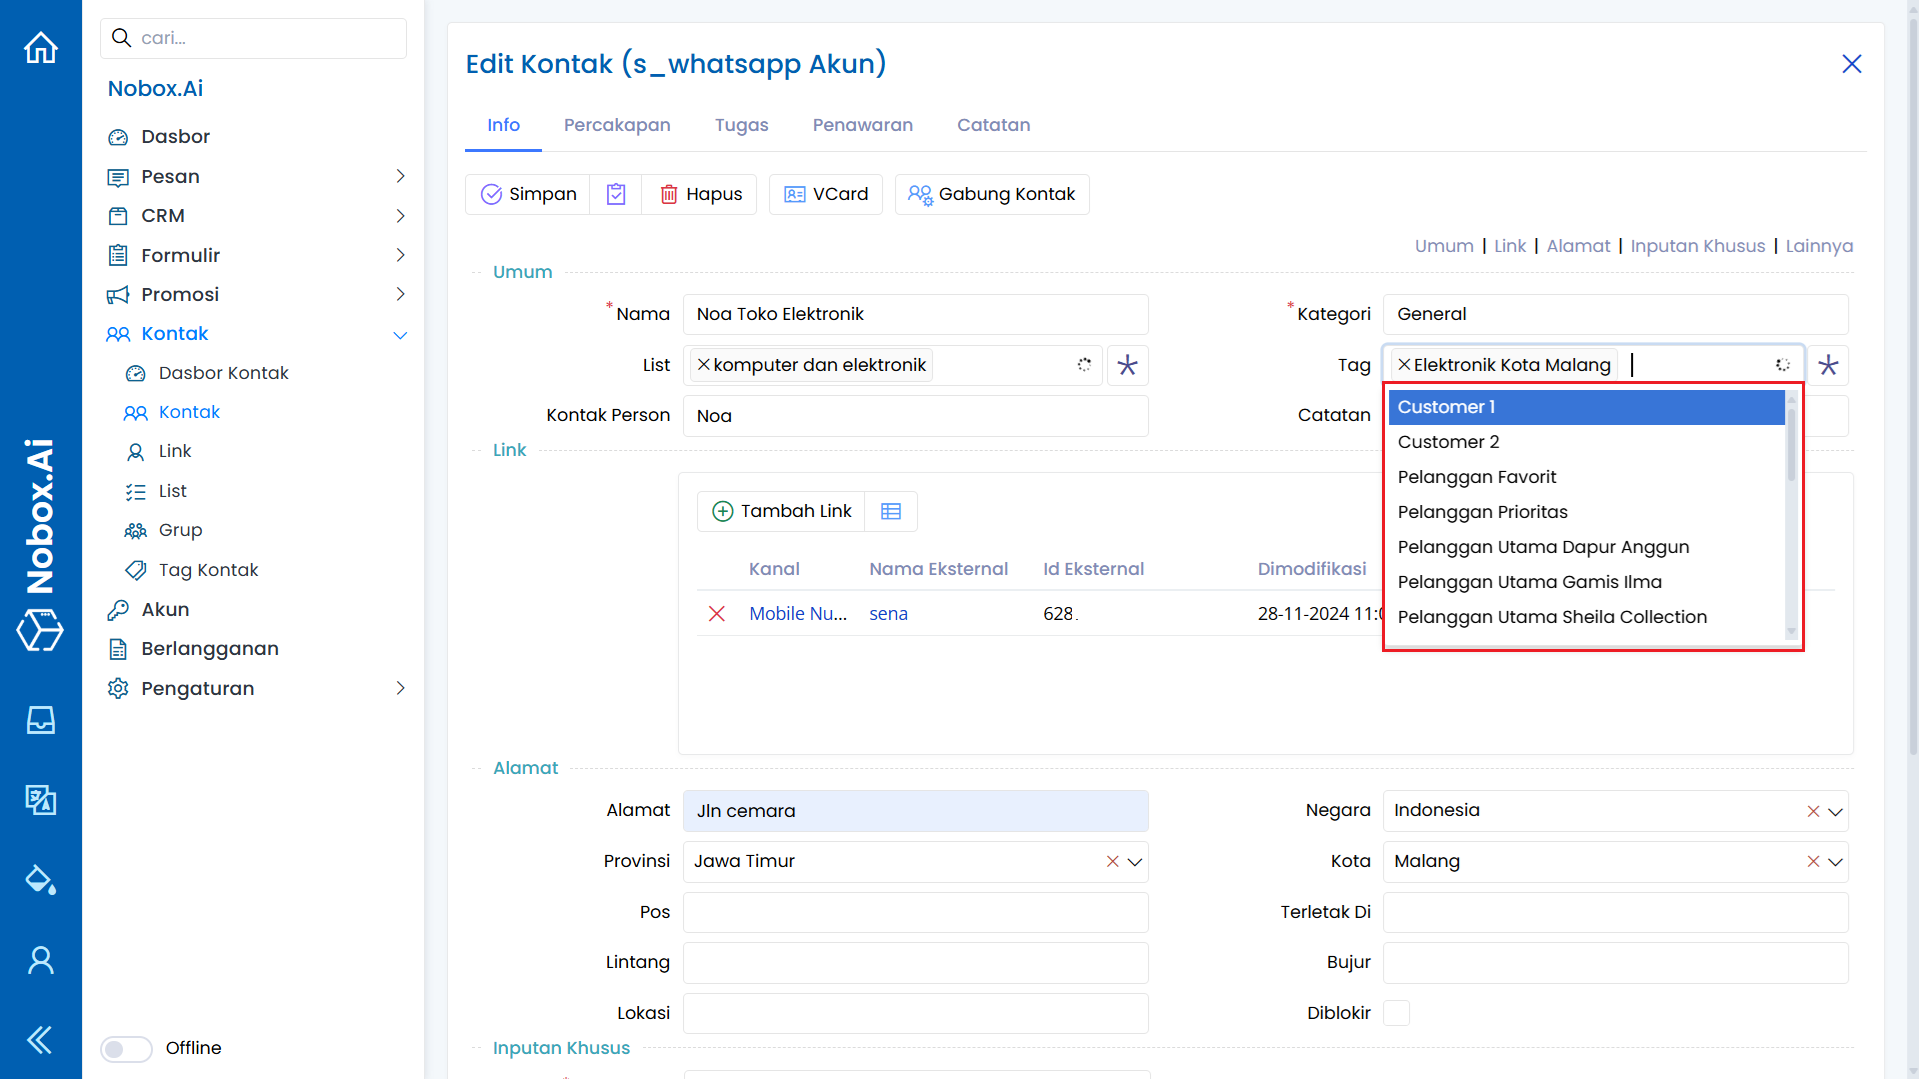 cari...
Nobox.Ai
Dasbor
Pesan
CRM
Formulir
Promosi
Kontak
Dasbor Kontak
Kontak
Link
List
Grup
Tag Kontak
Akun
Berlangganan
Pengaturan
Offline
Nobox.Ai
Edit Kontak (s_whatsapp Akun)
Info Percakapan Tugas Penawaran Catatan
Simpan Hapus VCard Gabung Kontak
Umum | Link | Alamat | Inputan Khusus | Lainnya
Umum
* Nama Noa Toko Elektronik
* Kategori General
List × komputer dan elektronik
Tag × Elektronik Kota Malang
Kontak Person Noa
Catatan
Customer 1
Customer 2
Pelanggan Favorit
Pelanggan Prioritas
Pelanggan Utama Dapur Anggun
Pelanggan Utama Gamis Ilma
Pelanggan Utama Sheila Collection
Link
Tambah Link
Kanal Nama Eksternal Id Eksternal Dimodifikasi
Mobile Nu... sena 628. 28-11-2024 11:
Alamat
Alamat Jln cemara
Negara Indonesia
Provinsi Jawa Timur
Kota Malang
Pos
Terletak Di
Lintang
Bujur
Lokasi
Diblokir
Inputan Khusus
*